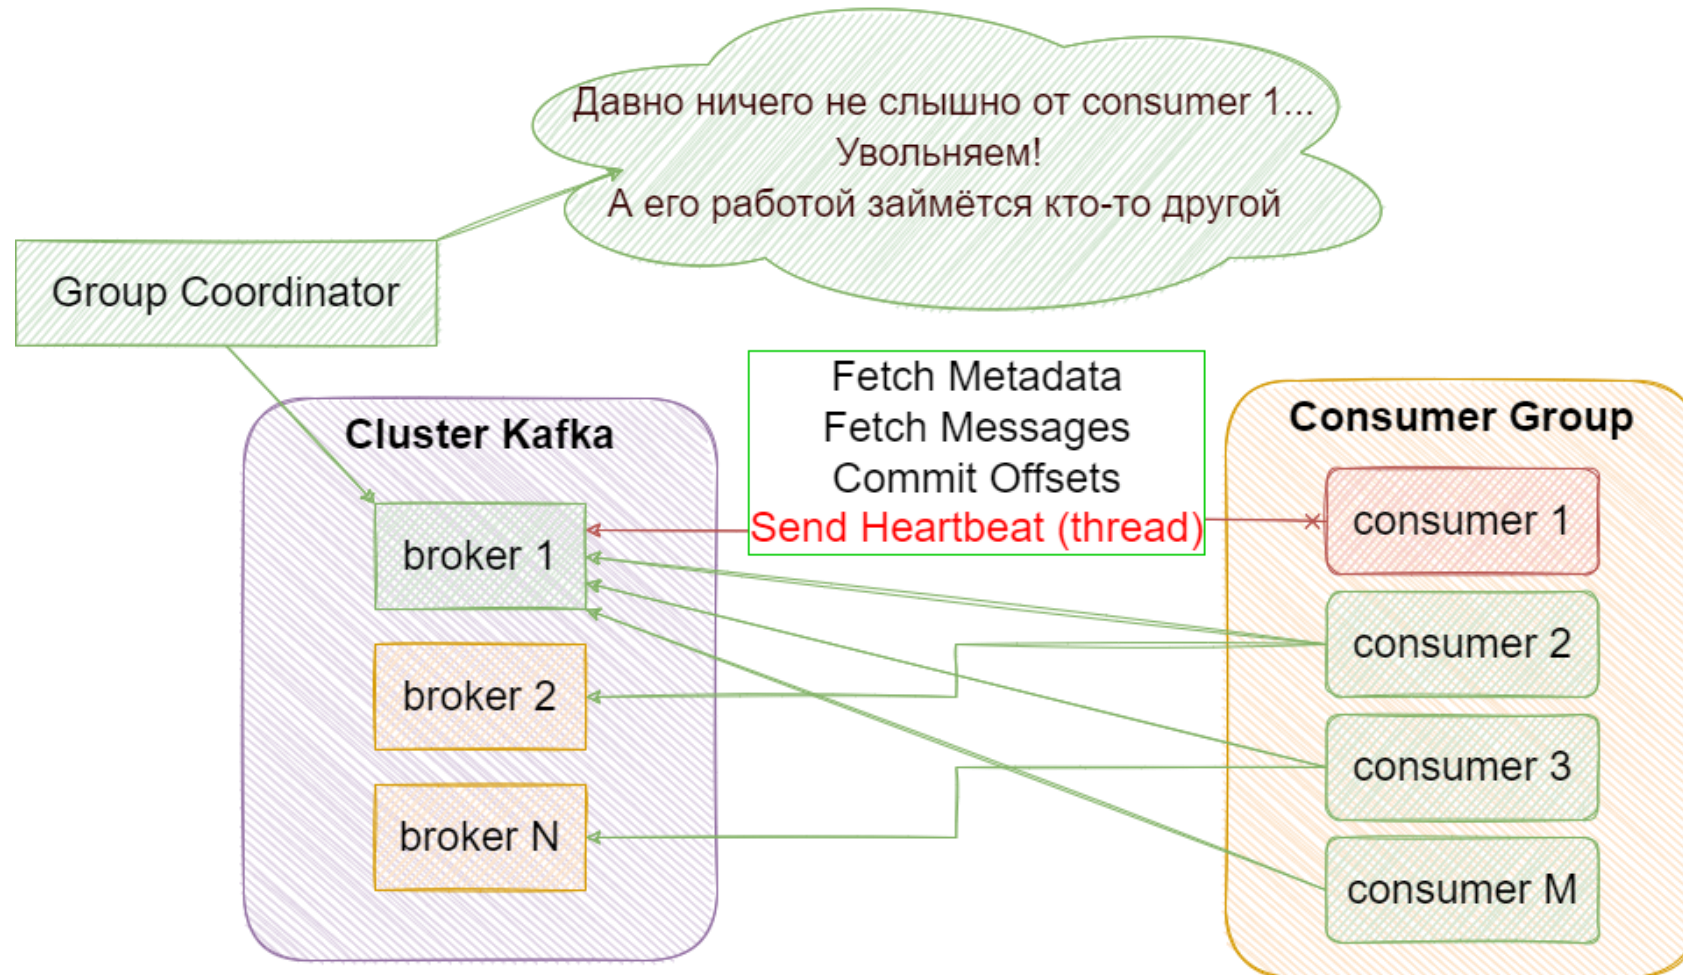 Давно ничего не слышно от consumer 1...
Увольняем!
А его работой займётся кто-то другой
Group Coordinator
Cluster Kafka
broker 1
broker 2
broker N
Fetch Metadata
Fetch Messages
Commit Offsets
Send Heartbeat (thread)
Consumer Group
consumer 1
consumer 2
consumer 3
consumer M